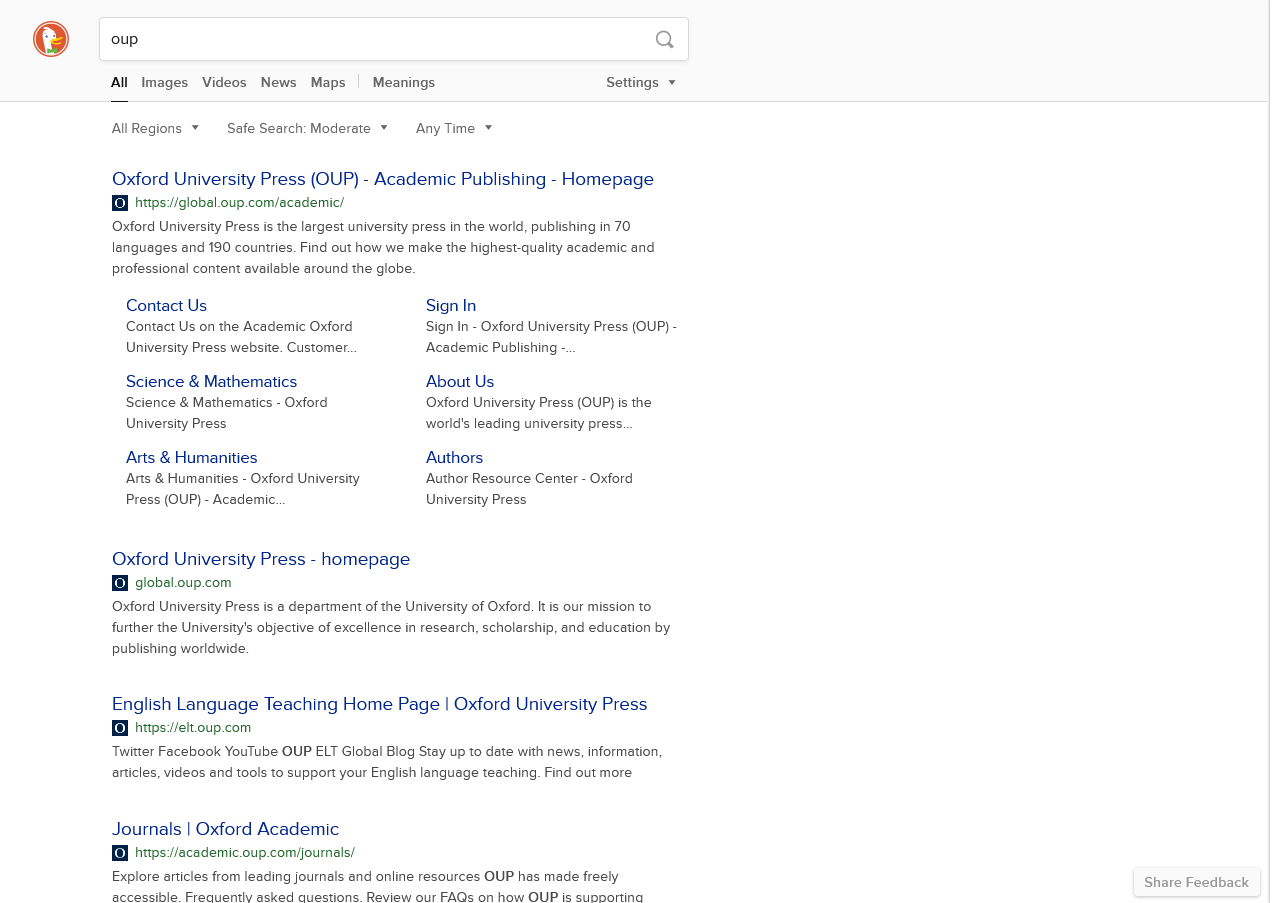 oup
All Images Videos News Maps Meanings Settings
All Regions Safe Search: Moderate Any Time
Oxford University Press (OUP) - Academic Publishing - Homepage
O https://global.oup.com/academic/
Oxford University Press is the largest university press in the world, publishing in 70
languages and 190 countries. Find out how we make the highest-quality academic and
professional content available around the globe.
Contact Us
Contact Us on the Academic Oxford
University Press website. Customer...
Sign In
Sign In - Oxford University Press (OUP) -
Academic Publishing -...
Science & Mathematics
Science & Mathematics - Oxford
University Press
About Us
Oxford University Press (OUP) is the
world's leading university press...
Arts & Humanities
Arts & Humanities - Oxford University
Press (OUP) - Academic...
Authors
Author Resource Center - Oxford
University Press
Oxford University Press - homepage
O global.oup.com
Oxford University Press is a department of the University of Oxford. It is our mission to
further the University's objective of excellence in research, scholarship, and education by
publishing worldwide.
English Language Teaching Home Page | Oxford University Press
O https://elt.oup.com
Twitter Facebook YouTube OUP ELT Global Blog Stay up to date with news, information,
articles, videos and tools to support your English language teaching. Find out more
Journals | Oxford Academic
O https://academic.oup.com/journals/
Explore articles from leading journals and online resources OUP has made freely
accessible. Frequently asked questions. Review our FAQs on how OUP is supporting
Share Feedback